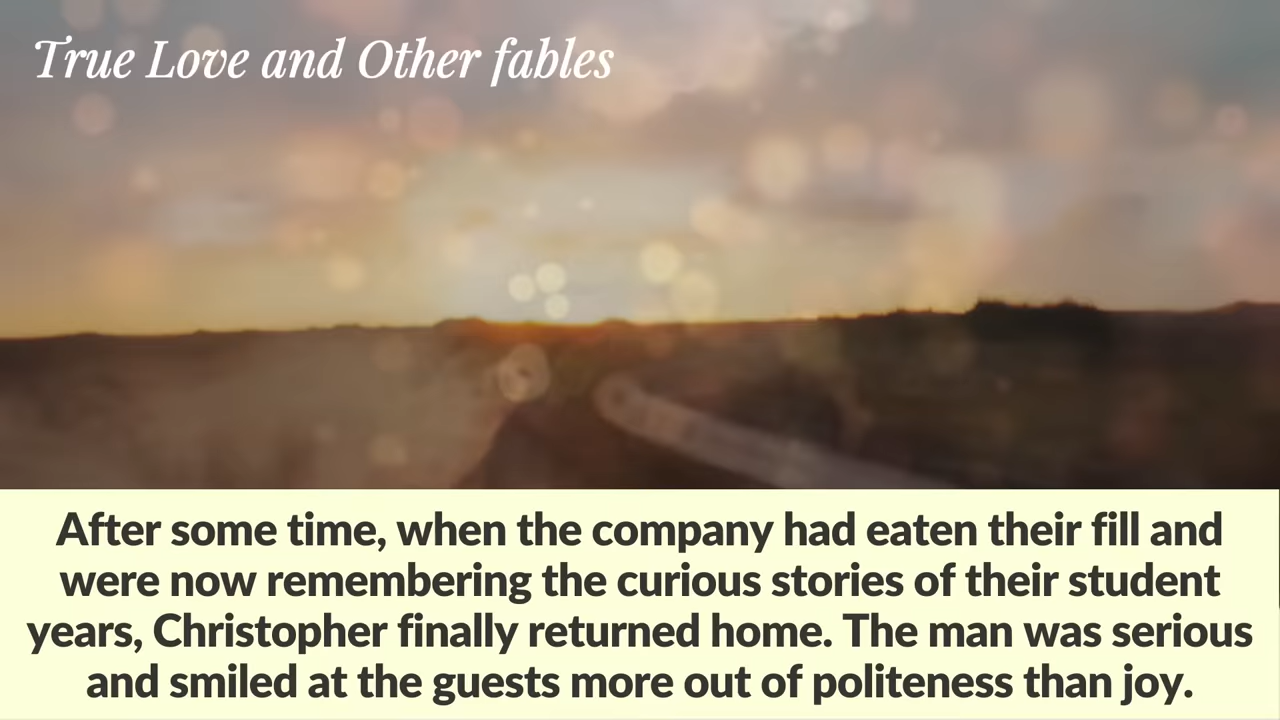 True Love and Other fables
After some time, when the company had eaten their fill and
were now remembering the curious stories of their student
years, Christopher finally returned home. The man was serious
and smiled at the guests more out of politeness than joy.